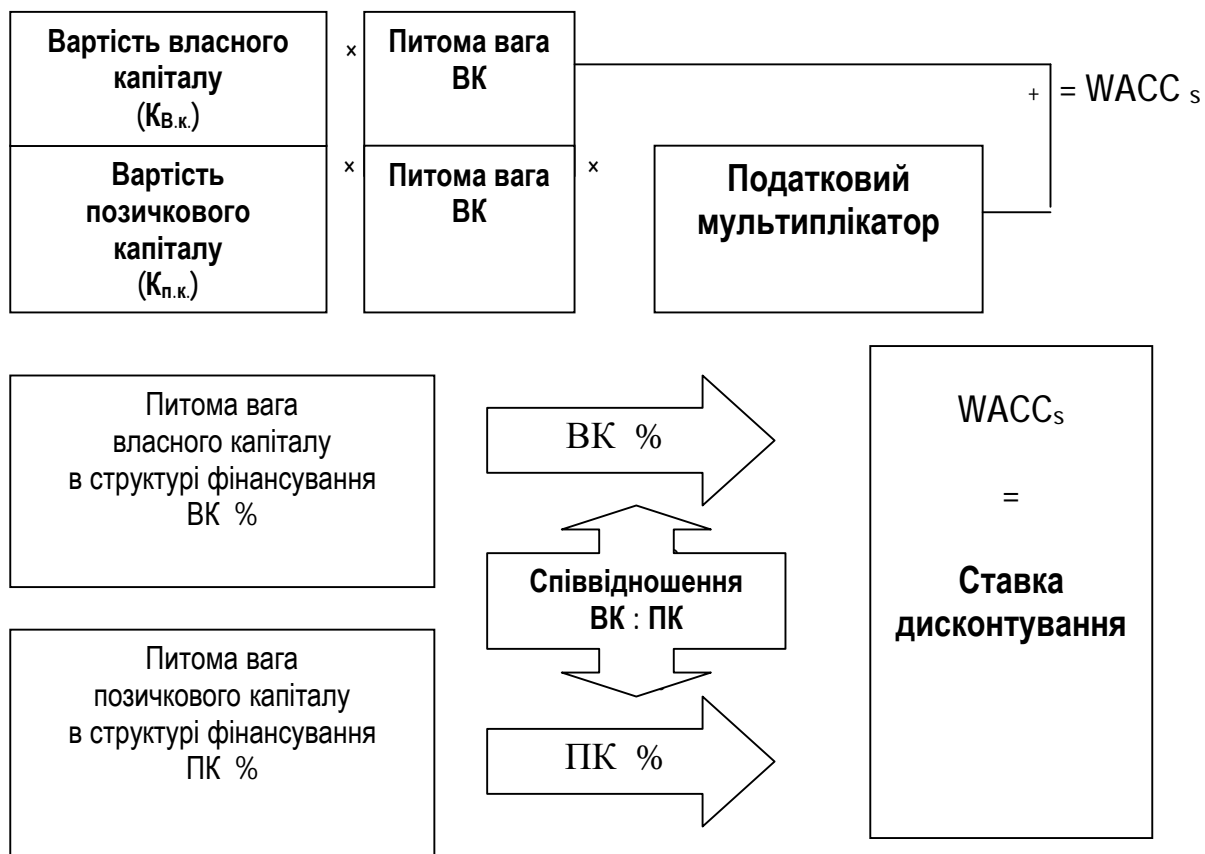 Вартість власного
капіталу
(Кв.к.)
×
Питома вага
ВК
+ = WACC s
Вартість
позичкового
капіталу
(Кп.к.)
×
Питома вага
ВК
×
Податковий
мультиплікатор
Питома вага
власного капіталу
в структурі фінансування
ВК %
ВК %
Співвідношення
ВК : ПК
Питома вага
позичкового капіталу
в структурі фінансування
ПК %
ПК %
WACCs
=
Ставка
дисконтування